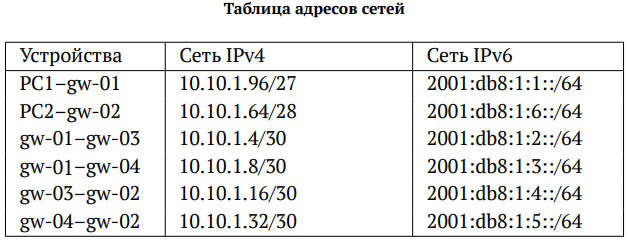 Таблица адресов сетей
Устройства Сеть IPv4 Сеть IPv6
PC1–gw-01 10.10.1.96/27 2001:db8:1:1::/64
PC2–gw-02 10.10.1.64/28 2001:db8:1:6::/64
gw-01–gw-03 10.10.1.4/30 2001:db8:1:2::/64
gw-01–gw-04 10.10.1.8/30 2001:db8:1:3::/64
gw-03–gw-02 10.10.1.16/30 2001:db8:1:4::/64
gw-04–gw-02 10.10.1.32/30 2001:db8:1:5::/64